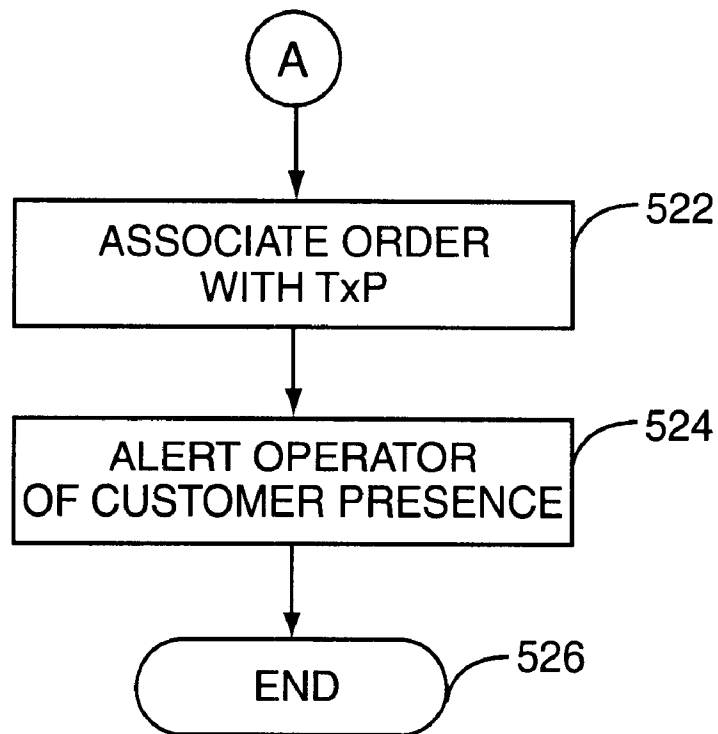 A
522
ASSOCIATE ORDER
WITH TxP
524
ALERT OPERATOR
OF CUSTOMER PRESENCE
526
END